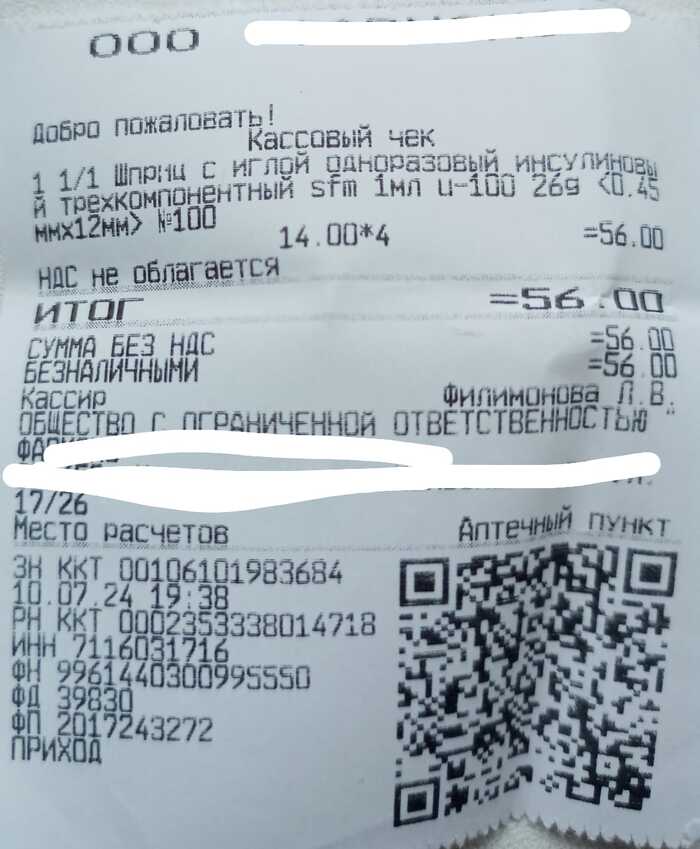 ООО
Добро пожаловать!
Кассовый чек
1 1/1 Шприц с иглой одноразовый инсулиновы
й трехкомпонентный sfm 1мл u-100 26g <0.45
ммх12мм> №100
14.00*4 =56.00
НДС не облагается
ИТОГ =56.00
СУММА БЕЗ НДС =56.00
БЕЗНАЛИЧНЫМИ =56.00
Кассир Филимонова Л.В.
ОБЩЕСТВО С ОГРАНИЧЕННОЙ ОТВЕТСТВЕННОСТЬЮ "
17/26
Место расчетов Аптечный пункт
ЗН ККТ 00106101983684
10.07.24 19:38
РН ККТ 0002353338014718
ИНН 7116031716
ФН 9961440300995550
ФД 39830
ФП 2017243272
ПРИХОД